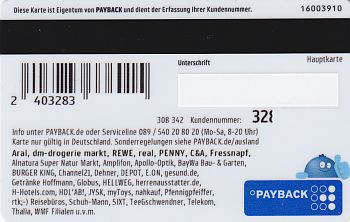 Diese Karte ist Eigentum von PAYBACK und dient der Erfassung Ihrer Kundennummer. 16003910
Unterschrift Hauptkarte
2 403283
308 342 Kundennummer: 328
Info unter PAYBACK.de oder Serviceline 089 / 540 20 80 20 (Mo-Sa, 8-20 Uhr)
Karte nur gültig in Deutschland. Sonderregelungen PAYBACK.de/ausland
Aral, dm-drogerie markt, REWE, real, PENNY, C&A, Fressnapf,
Alnatura Super Natur Markt, Amplifon, Apollo-Optik, BayWa Bau- & Garten,
BURGER KING, Channel21, Dehner, DEPOT, E.ON, gesund.de,
Getränke Hoffmann, Globus, HELLWEG, herrenausstatter.de,
H-Hotels.com, HOL'AB!, JYSK, myToys, nahkauf, Pfennigpfeiffer,
rtk;-) Reisebüros, Schuh-Mann, SIXT, TeeGschwendner, Telekom,
Thalia, WMF Filialen u.v.m.
PAYBACK